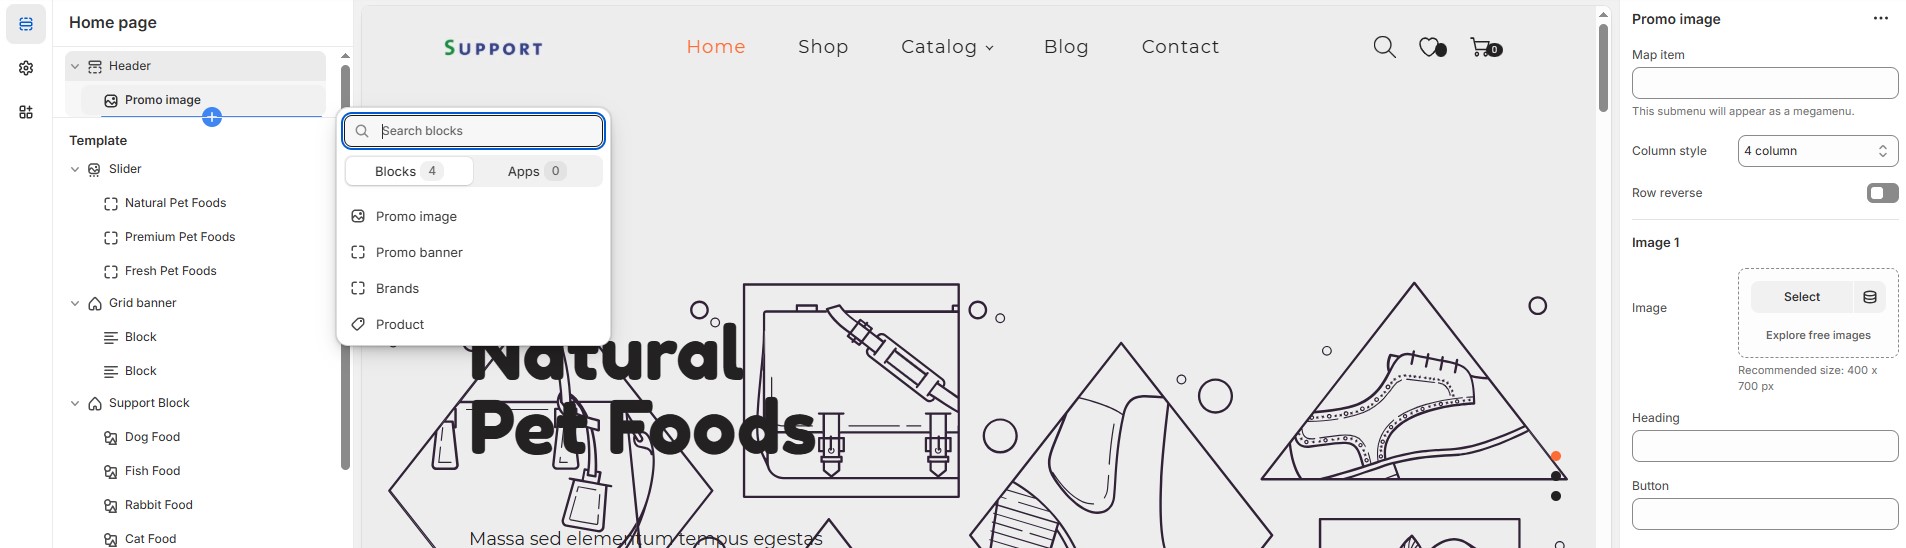 Home page
Header
Promo image
Template
Slider
Natural Pet Foods
Premium Pet Foods
Fresh Pet Foods
Grid banner
Block
Block
Support Block
Dog Food
Fish Food
Rabbit Food
Cat Food
Search blocks
Blocks 4
Apps 0
Promo image
Promo banner
Brands
Product
SUPPORT
Home
Shop
Catalog
Blog
Contact
0
Natural
Pet Foods
Massa sed elementum tempus egestas
Promo image
Map item
This submenu will appear as a megamenu.
Column style
4 column
Row reverse
Image 1
Image
Select
Explore free images
Recommended size: 400 x
700 px
Heading
Button